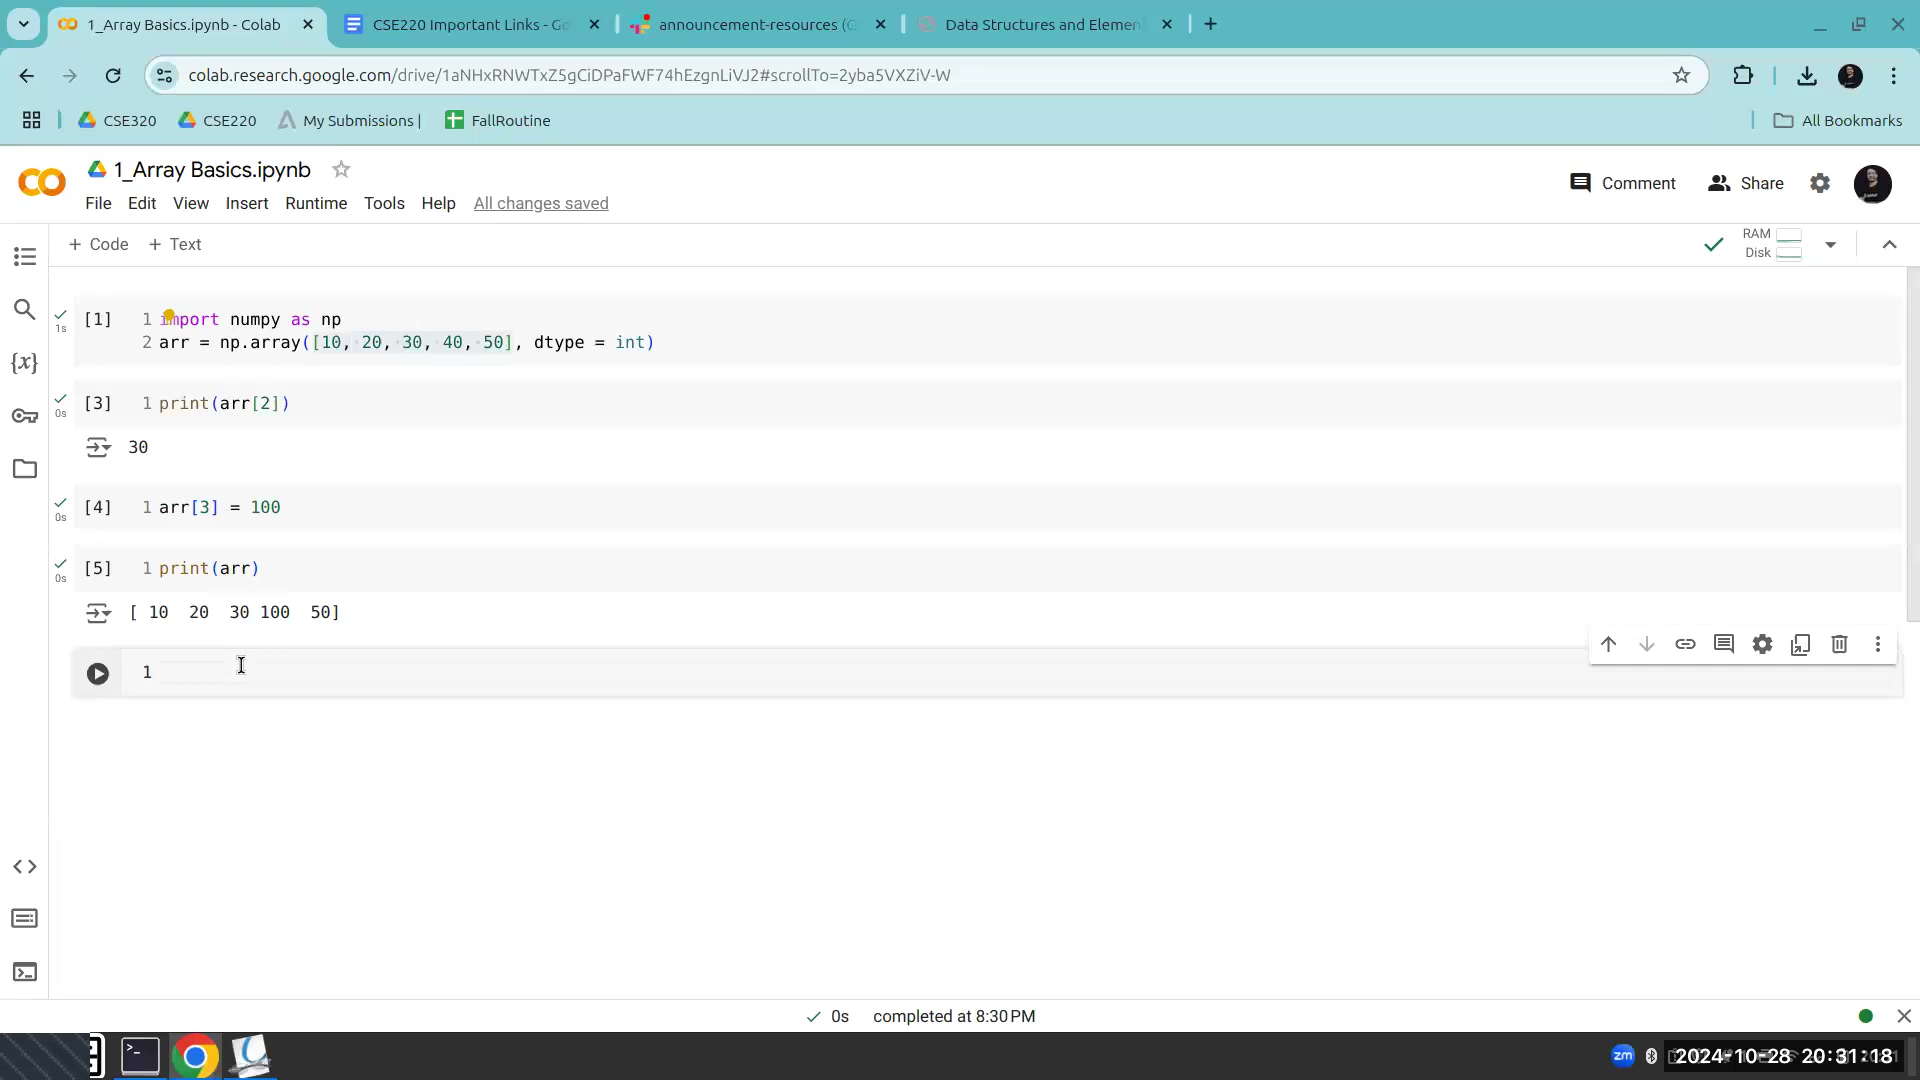 1_Array Basics.ipynb - Colab
CSE220 Important Links - Go
announcement-resources (C
Data Structures and Elemen
colab.research.google.com/drive/1aNHxRNWTxZ5gCiDPaFWF74hEzgnLiVJ2#scrollTo=2yba5VXZiV-W
CSE320
CSE220
My Submissions |
FallRoutine
All Bookmarks
1_Array Basics.ipynb
Comment
Share
File Edit View Insert Runtime Tools Help All changes saved
+ Code + Text
RAM
Disk
1s
[1]
1 import numpy as np
2 arr = np.array([10, 20, 30, 40, 50], dtype = int)
0s
[3]
1 print(arr[2])
30
0s
[4]
1 arr[3] = 100
0s
[5]
1 print(arr)
[ 10  20  30 100  50]
1
0s completed at 8:30 PM
zm
2024-10-28 20:31:18